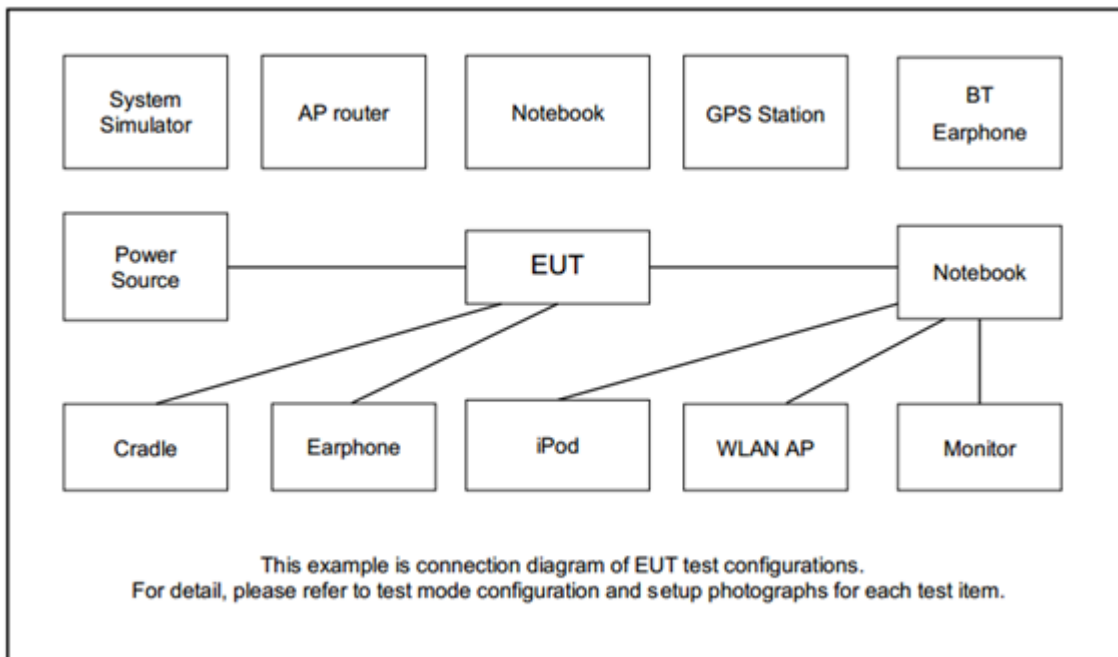 System
Simulator
AP router
Notebook
GPS Station
BT
Earphone
Power
Source
EUT
Notebook
Cradle
Earphone
iPod
WLAN AP
Monitor
This example is connection diagram of EUT test configurations.
For detail, please refer to test mode configuration and setup photographs for each test item.